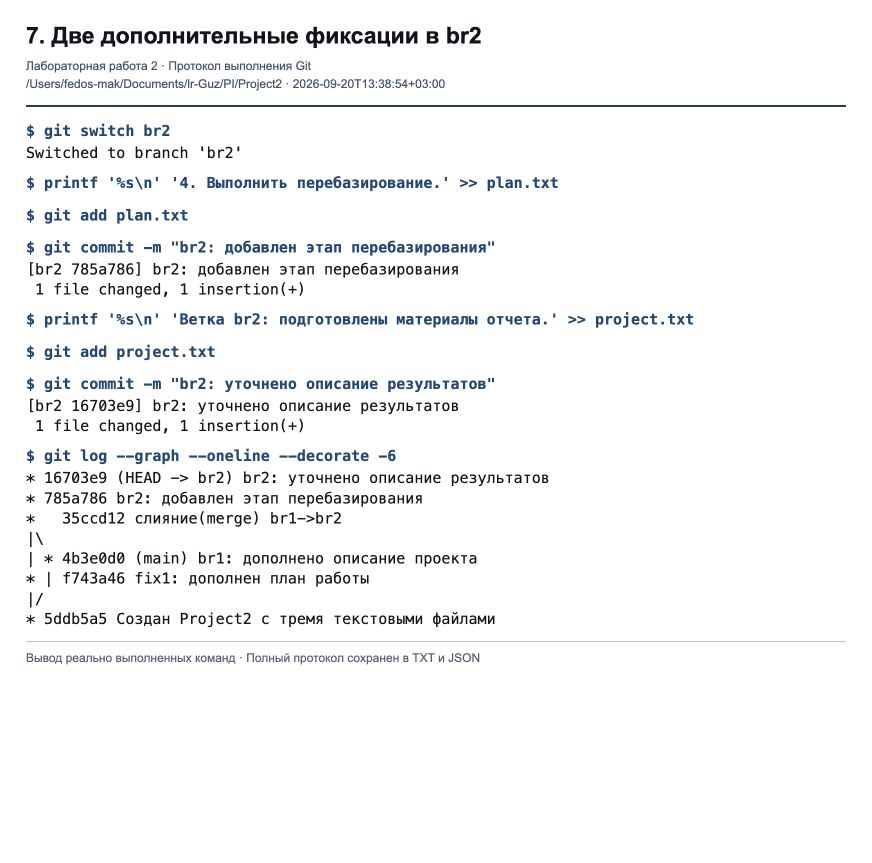 7. Две дополнительные фиксации в br2
Лабораторная работа 2 · Протокол выполнения Git
/Users/fedos-mak/Documents/lr-Guz/PI/Project2 · 2026-09-20T13:38:54+03:00
$ git switch br2
Switched to branch 'br2'
$ printf '%s\n' '4. Выполнить перебазирование.' >> plan.txt
$ git add plan.txt
$ git commit -m "br2: добавлен этап перебазирования"
[br2 785a786] br2: добавлен этап перебазирования
 1 file changed, 1 insertion(+)
$ printf '%s\n' 'Ветка br2: подготовлены материалы отчета.' >> project.txt
$ git add project.txt
$ git commit -m "br2: уточнено описание результатов"
[br2 16703e9] br2: уточнено описание результатов
 1 file changed, 1 insertion(+)
$ git log --graph --oneline --decorate -6
* 16703e9 (HEAD -> br2) br2: уточнено описание результатов
* 785a786 br2: добавлен этап перебазирования
*   35ccd12 слияние(merge) br1->br2
|\
| * 4b3e0d0 (main) br1: дополнено описание проекта
* | f743a46 fix1: дополнен план работы
|/
* 5ddb5a5 Создан Project2 с тремя текстовыми файлами
Вывод реально выполненных команд · Полный протокол сохранен в TXT и JSON